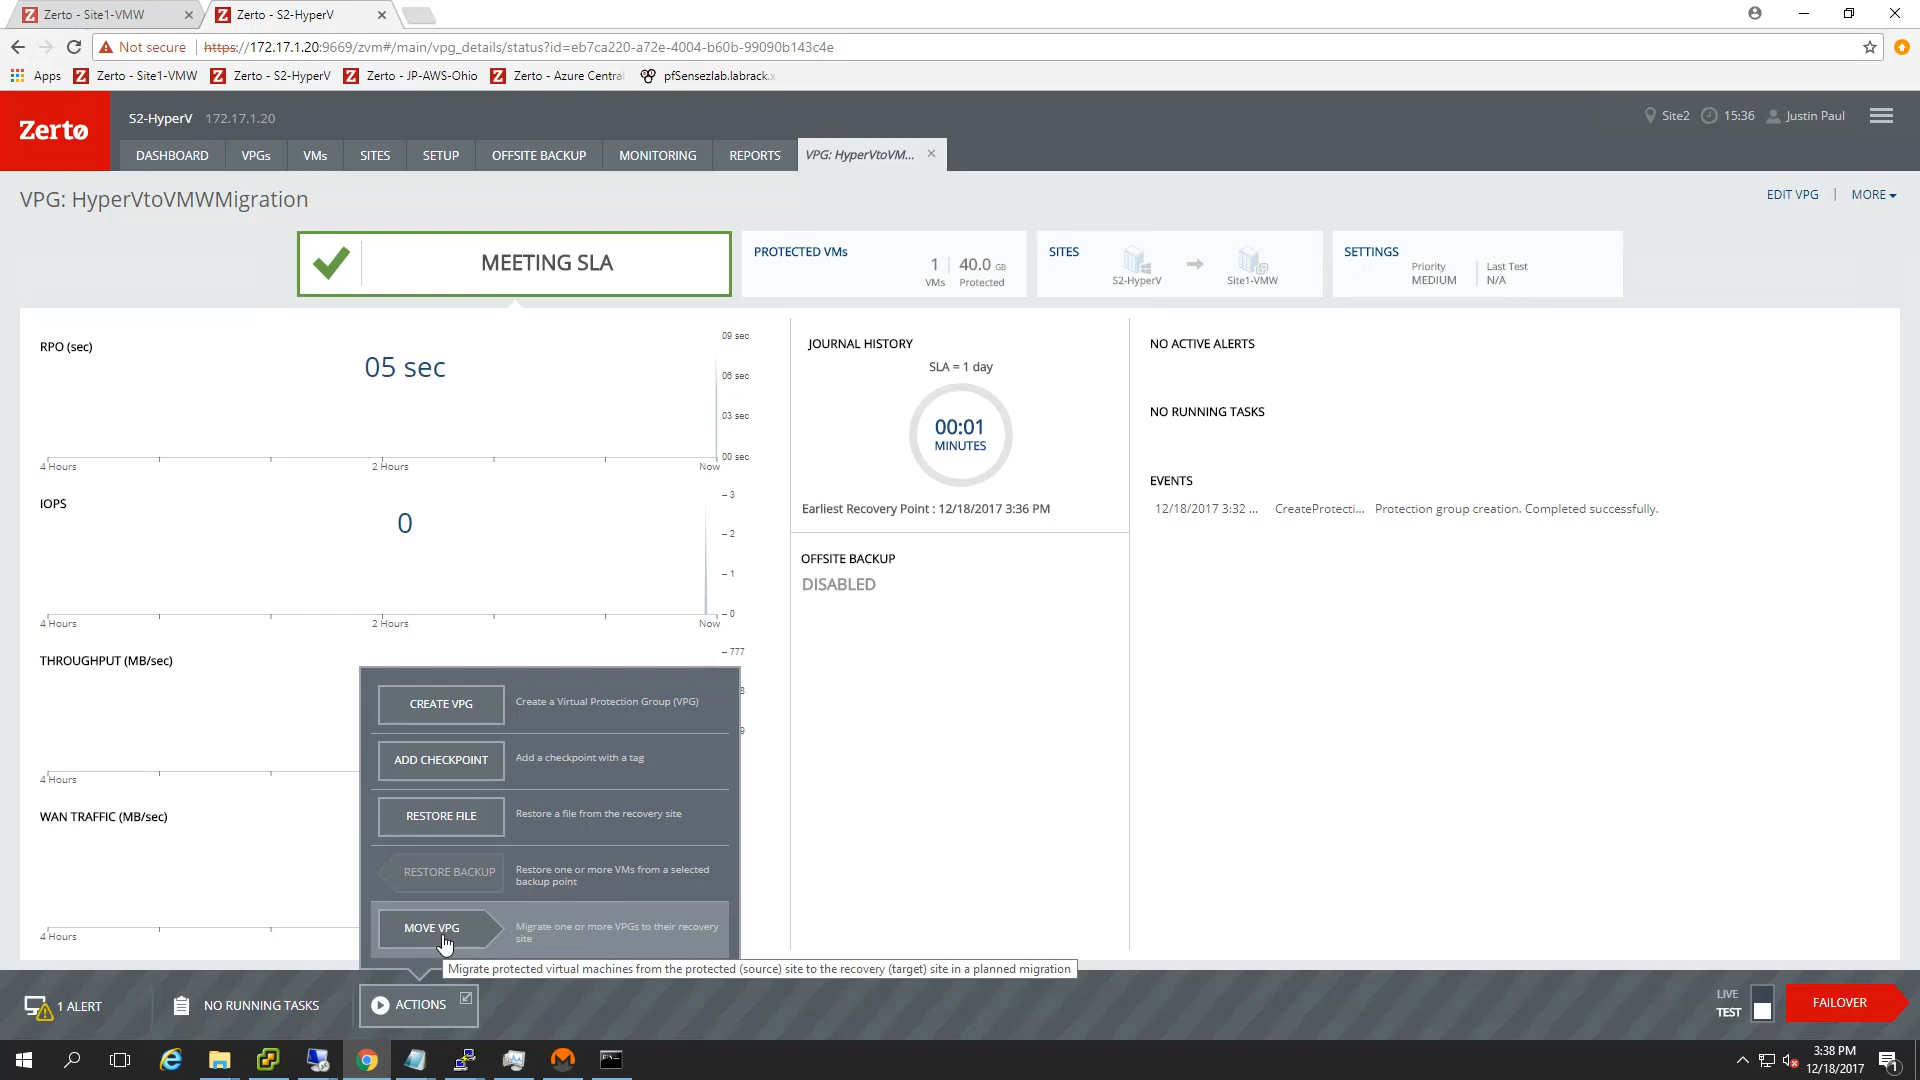 Zerto - Site1-VMW
Zerto - S2-HyperV
Not secure https://172.17.1.20:9669/zvm#/main/vpg_details/status?id=eb7ca220-a72e-4004-b60b-99090b143c4e
Apps Zerto - Site1-VMW Zerto - S2-HyperV Zerto - JP-AWS-Ohio Zerto - Azure Central pfSensezlab.labrack.x
Zerto
S2-HyperV 172.17.1.20
Site2 15:36 Justin Paul
DASHBOARD VPGs VMs SITES SETUP OFFSITE BACKUP MONITORING REPORTS VPG: HyperVtoVM...
VPG: HyperVtoVMWMigration
EDIT VPG | MORE
MEETING SLA
PROTECTED VMs
1 40.0 GB
VMs Protected
SITES
S2-HyperV Site1-VMW
SETTINGS
Priority Last Test
MEDIUM N/A
RPO (sec)
05 sec
09 sec
06 sec
03 sec
00 sec
4 Hours 2 Hours Now
IOPS
0
3
2
1
0
4 Hours 2 Hours Now
THROUGHPUT (MB/sec)
777
4 Hours
WAN TRAFFIC (MB/sec)
4 Hours
JOURNAL HISTORY
SLA = 1 day
00:01
MINUTES
Earliest Recovery Point : 12/18/2017 3:36 PM
OFFSITE BACKUP
DISABLED
NO ACTIVE ALERTS
NO RUNNING TASKS
EVENTS
12/18/2017 3:32 ... CreateProtecti... Protection group creation. Completed successfully.
CREATE VPG Create a Virtual Protection Group (VPG)
ADD CHECKPOINT Add a checkpoint with a tag
RESTORE FILE Restore a file from the recovery site
RESTORE BACKUP Restore one or more VMs from a selected
backup point
MOVE VPG Migrate one or more VPGs to their recovery
site
Migrate protected virtual machines from the protected (source) site to the recovery (target) site in a planned migration
1 ALERT NO RUNNING TASKS ACTIONS
LIVE
TEST
FAILOVER
3:38 PM
12/18/2017
1